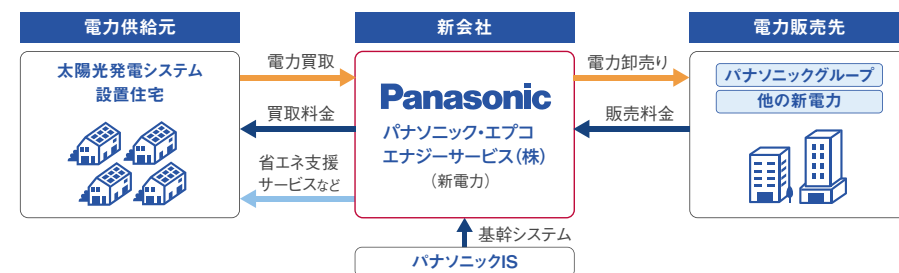 電力供給元
太陽光発電システム
設置住宅
電力買取
買取料金
省エネ支援
サービスなど
新会社
Panasonic
パナソニック・エプコ
エナジーサービス(株)
(新電力)
電力卸売り
販売料金
電力販売先
パナソニックグループ
他の新電力
基幹システム
パナソニックIS